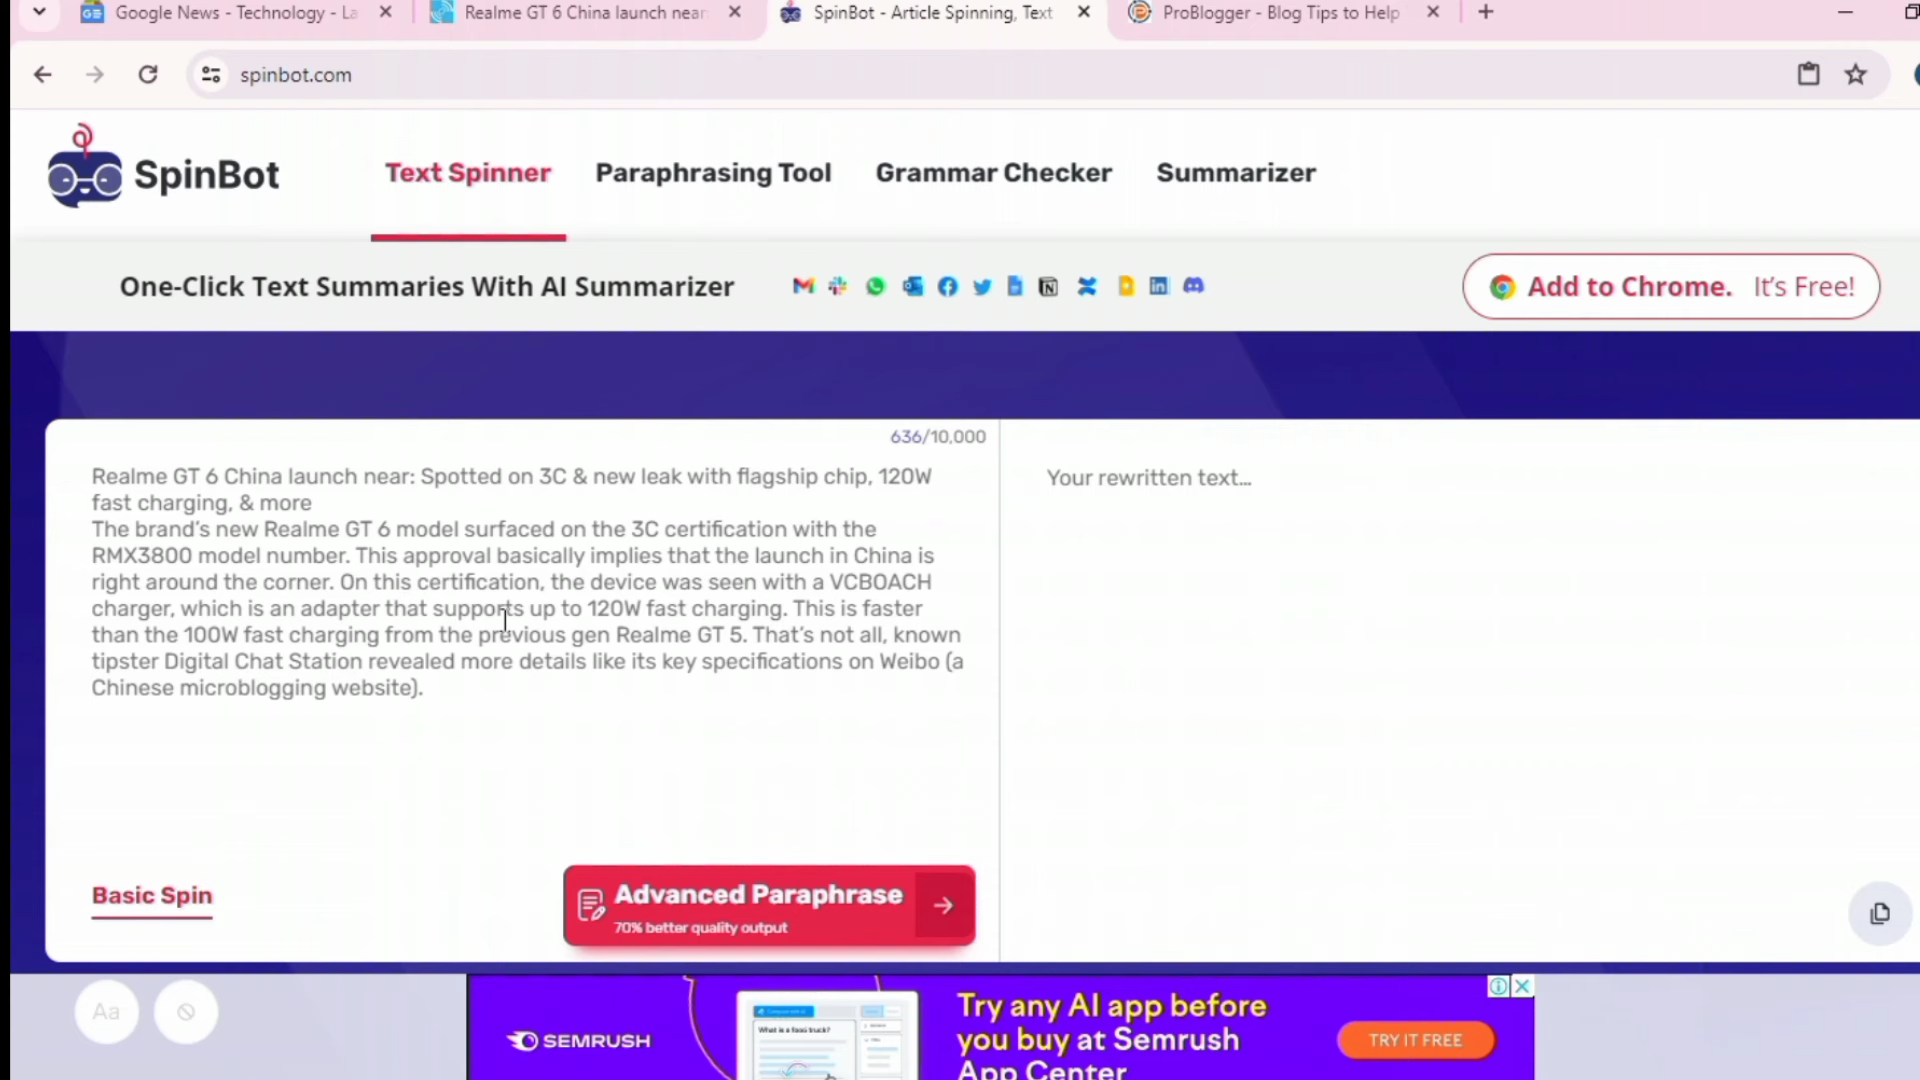 Google News - Technology - La
Realme GT 6 China launch near
SpinBot - Article Spinning, Text
ProBlogger - Blog Tips to Help
spinbot.com
SpinBot
Text Spinner
Paraphrasing Tool
Grammar Checker
Summarizer
One-Click Text Summaries With AI Summarizer
Add to Chrome. It's Free!
636/10,000
Realme GT 6 China launch near: Spotted on 3C & new leak with flagship chip, 120W
fast charging, & more
The brand's new Realme GT 6 model surfaced on the 3C certification with the
RMX3800 model number. This approval basically implies that the launch in China is
right around the corner. On this certification, the device was seen with a VCBOACH
charger, which is an adapter that supports up to 120W fast charging. This is faster
than the 100W fast charging from the previous gen Realme GT 5. That's not all, known
tipster Digital Chat Station revealed more details like its key specifications on Weibo (a
Chinese microblogging website).
Your rewritten text...
Basic Spin
Advanced Paraphrase
70% better quality output
Aa
SEMRUSH
What is a food truck?
Try any AI app before
you buy at Semrush
App Center
TRY IT FREE